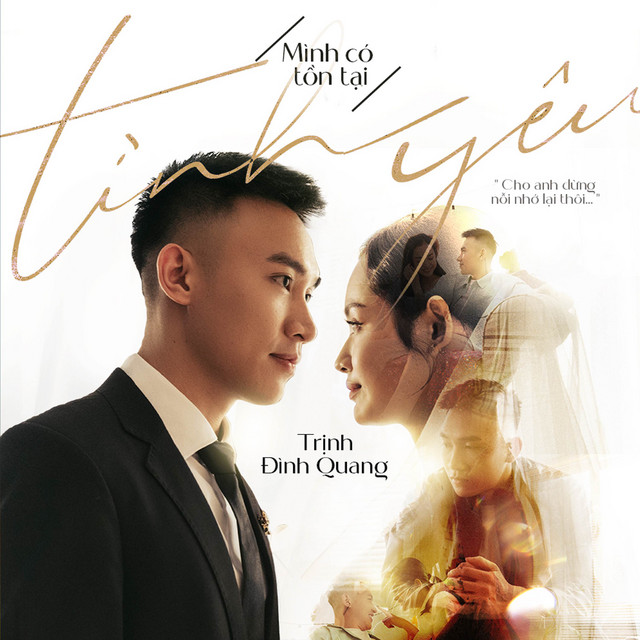 Mình có
tồn tại
tình yêu
" Cho anh dừng
nỗi nhớ lại thôi... "
Trịnh
Đình Quang